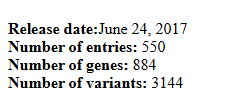 Release date:June 24, 2017
Number of entries: 550
Number of genes: 884
Number of variants: 3144